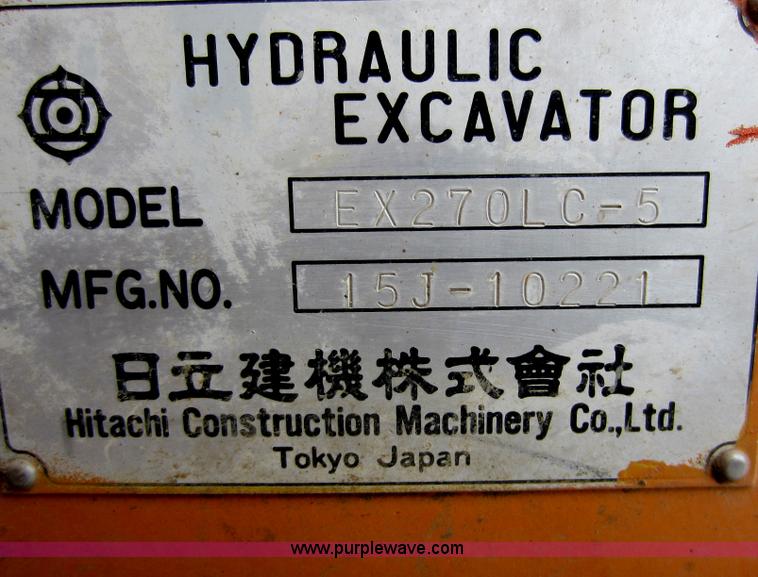 HYDRAULIC
EXCAVATOR
MODEL EX270LC-5
MFG.NO. 15J-10221
日立建機株式會社
Hitachi Construction Machinery Co.,Ltd.
Tokyo Japan
www.purplewave.com